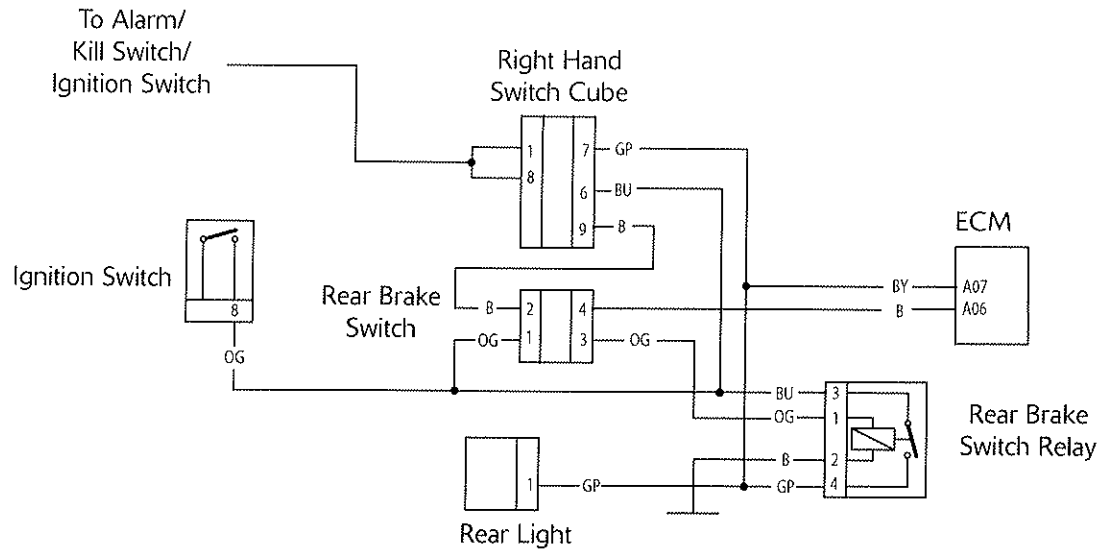 To Alarm/
Kill Switch/
Ignition Switch
Right Hand
Switch Cube
1
8
7
GP
6
BU
9
B
ECM
Ignition Switch
8
OG
Rear Brake
Switch
B
2
4
OG
1
3
OG
BY
A07
B
A06
BU
3
OG
1
B
2
GP
4
Rear Brake
Switch Relay
1
GP
Rear Light